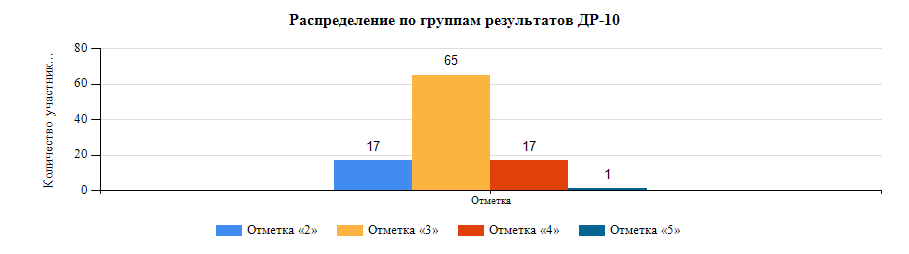 Распределение по группам результатов ДР-10
Количество участник...
80
60
40
20
0
17
65
17
1
Отметка
Отметка «2» Отметка «3» Отметка «4» Отметка «5»